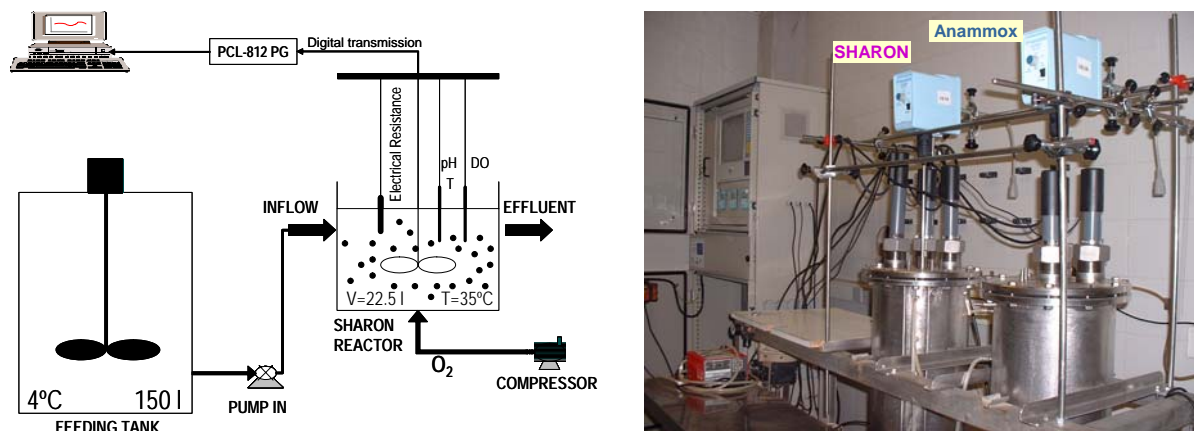 PCL-812 PG
Digital transmission
Electrical Resistance
pH
T
DO
INFLOW
EFFLUENT
V=22.5 l
T=35ºC
SHARON
REACTOR
O2
COMPRESSOR
PUMP IN
4ºC
150 l
FEEDING TANK
SHARON
Anammox